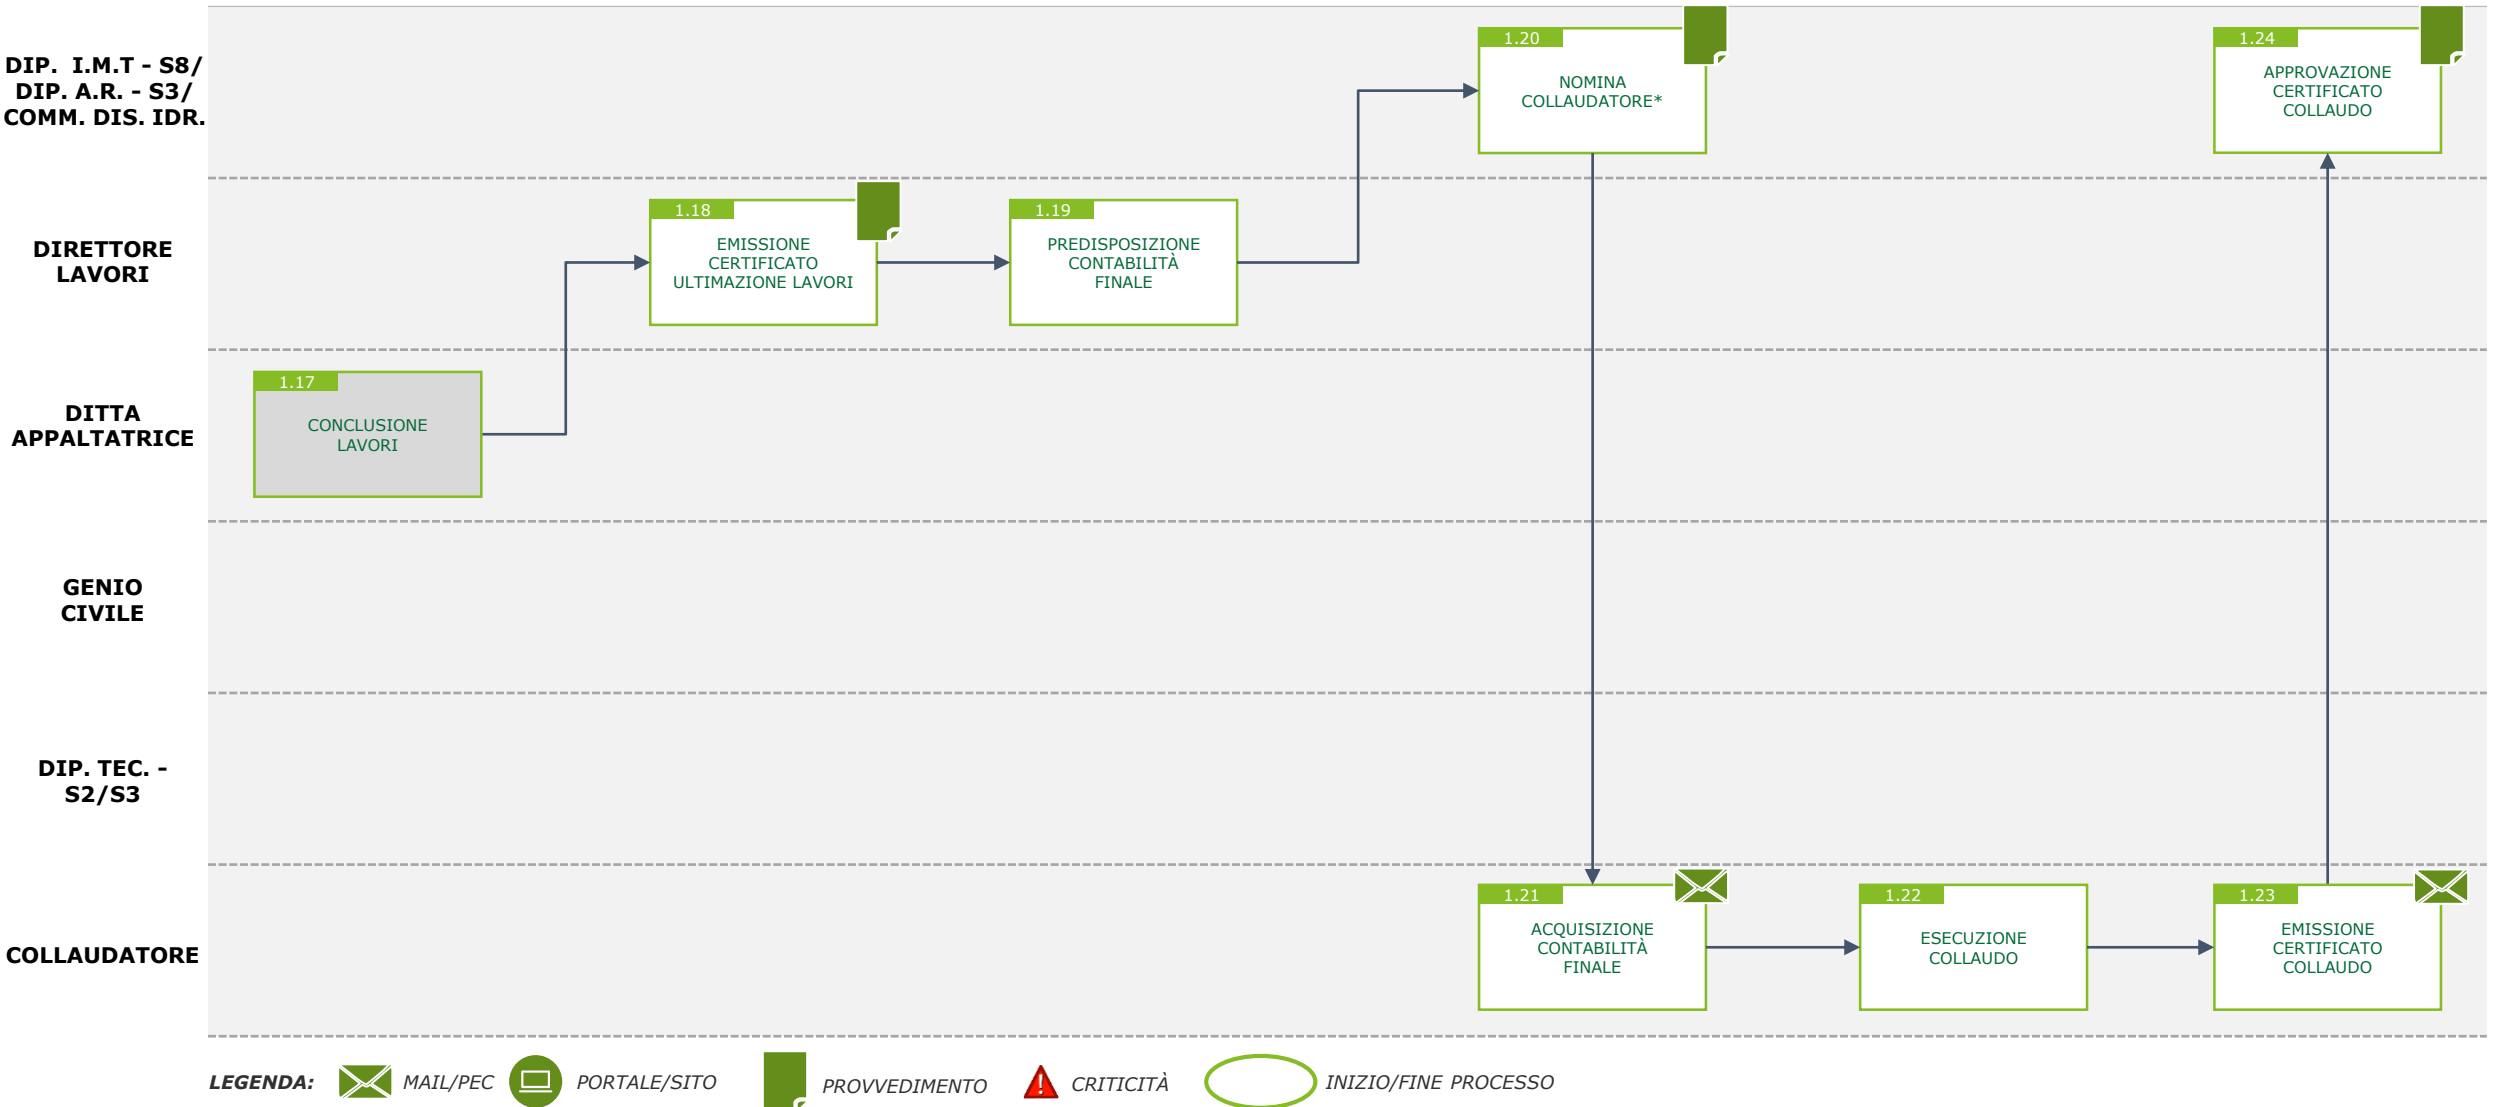 DIP. I.M.T - S8/
DIP. A.R. - S3/
COMM. DIS. IDR.
1.20
NOMINA
COLLAUDATORE*
1.24
APPROVAZIONE
CERTIFICATO
COLLAUDO
DIRETTORE
LAVORI
1.18
EMISSIONE
CERTIFICATO
ULTIMAZIONE LAVORI
1.19
PREDISPOSIZIONE
CONTABILITÀ
FINALE
DITTA
APPALTATRICE
1.17
CONCLUSIONE
LAVORI
GENIO
CIVILE
DIP. TEC. -
S2/S3
COLLAUDATORE
1.21
ACQUISIZIONE
CONTABILITÀ
FINALE
1.22
ESECUZIONE
COLLAUDO
1.23
EMISSIONE
CERTIFICATO
COLLAUDO
LEGENDA: MAIL/PEC PORTALE/SITO PROVVEDIMENTO CRITICITÀ INIZIO/FINE PROCESSO